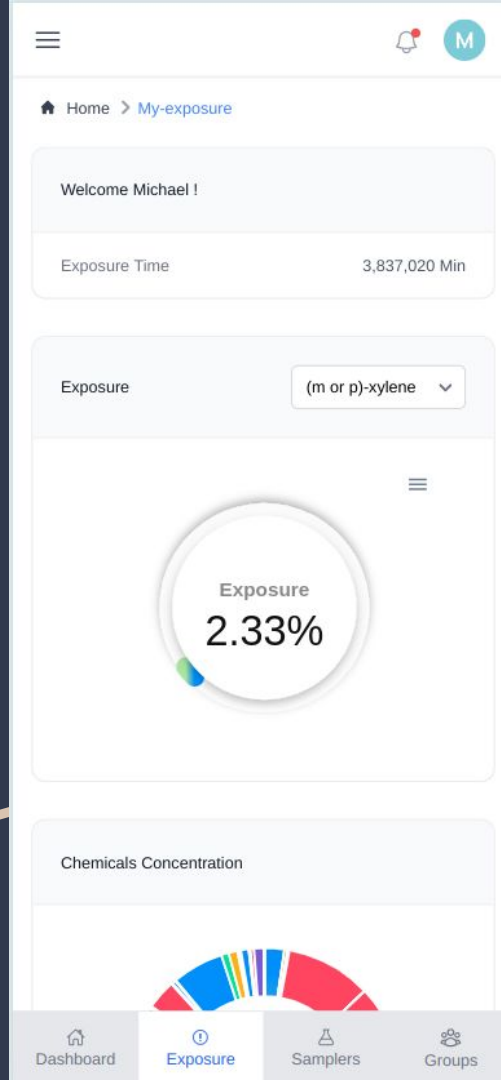 M
Home > My-exposure
Welcome Michael !
Exposure Time 3,837,020 Min
Exposure (m or p)-xylene
Exposure
2.33%
Chemicals Concentration
Dashboard Exposure Samplers Groups